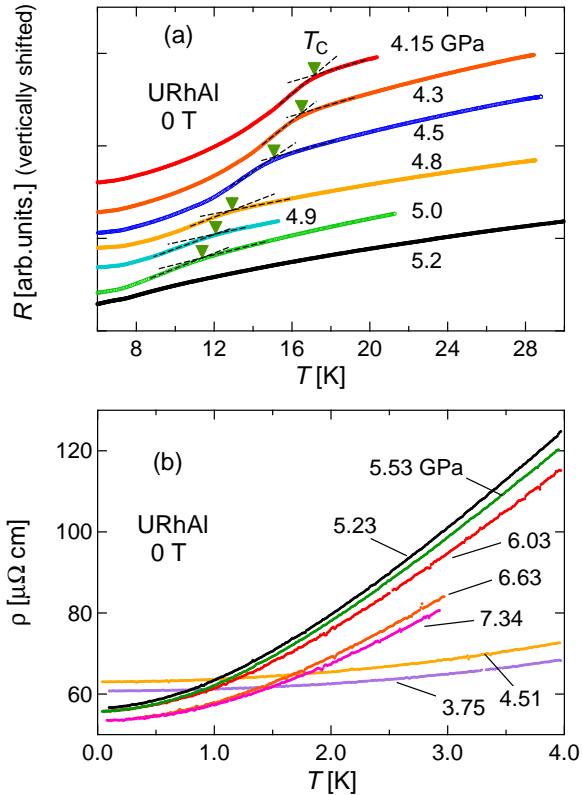 (a)
T_C
4.15 GPa
URhAl
0 T
4.3
4.5
4.8
4.9
5.0
5.2
R [arb.units.] (vertically shifted)
8 12 16 20 24 28
T [K]
(b)
120
100
80
60
5.53 GPa
URhAl
0 T
5.23
6.03
6.63
7.34
4.51
3.75
ρ [μΩ cm]
0.0 1.0 2.0 3.0 4.0
T [K]